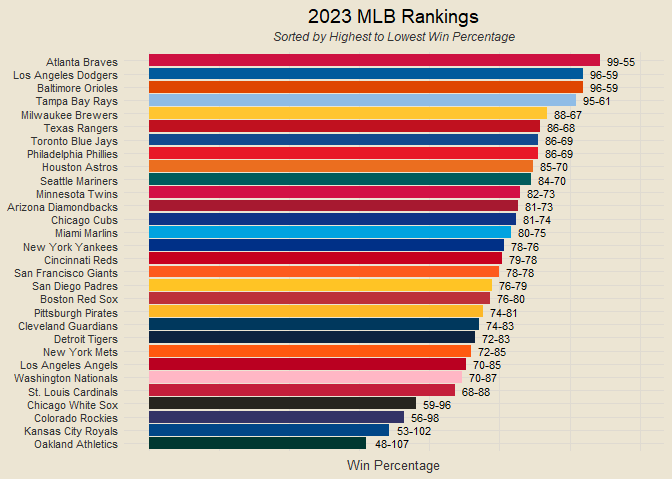 2023 MLB Rankings
Sorted by Highest to Lowest Win Percentage
Atlanta Braves 99-55
Los Angeles Dodgers 96-59
Baltimore Orioles 96-59
Tampa Bay Rays 95-61
Milwaukee Brewers 88-67
Texas Rangers 86-68
Toronto Blue Jays 86-69
Philadelphia Phillies 86-69
Houston Astros 85-70
Seattle Mariners 84-70
Minnesota Twins 82-73
Arizona Diamondbacks 81-73
Chicago Cubs 81-74
Miami Marlins 80-75
New York Yankees 78-76
Cincinnati Reds 79-78
San Francisco Giants 78-78
San Diego Padres 76-79
Boston Red Sox 76-80
Pittsburgh Pirates 74-81
Cleveland Guardians 74-83
Detroit Tigers 72-83
New York Mets 72-85
Los Angeles Angels 70-85
Washington Nationals 70-87
St. Louis Cardinals 68-88
Chicago White Sox 59-96
Colorado Rockies 56-98
Kansas City Royals 53-102
Oakland Athletics 48-107
Win Percentage